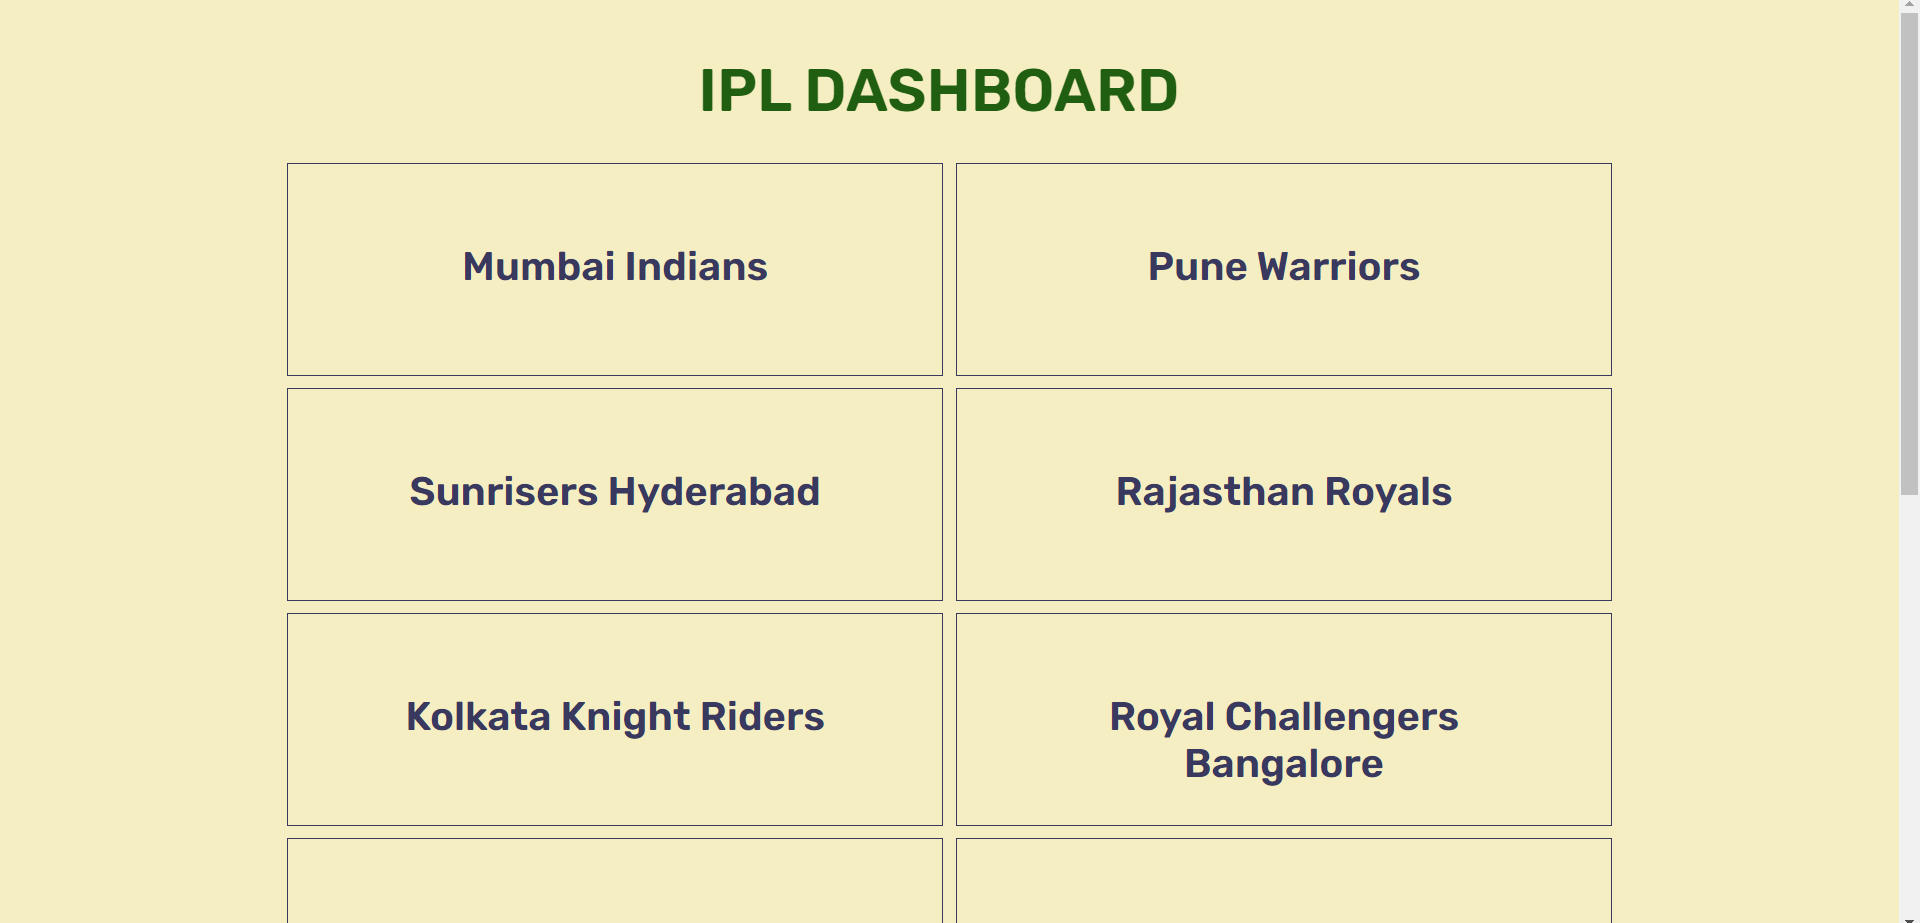 IPL DASHBOARD
Mumbai Indians
Pune Warriors
Sunrisers Hyderabad
Rajasthan Royals
Kolkata Knight Riders
Royal Challengers
Bangalore